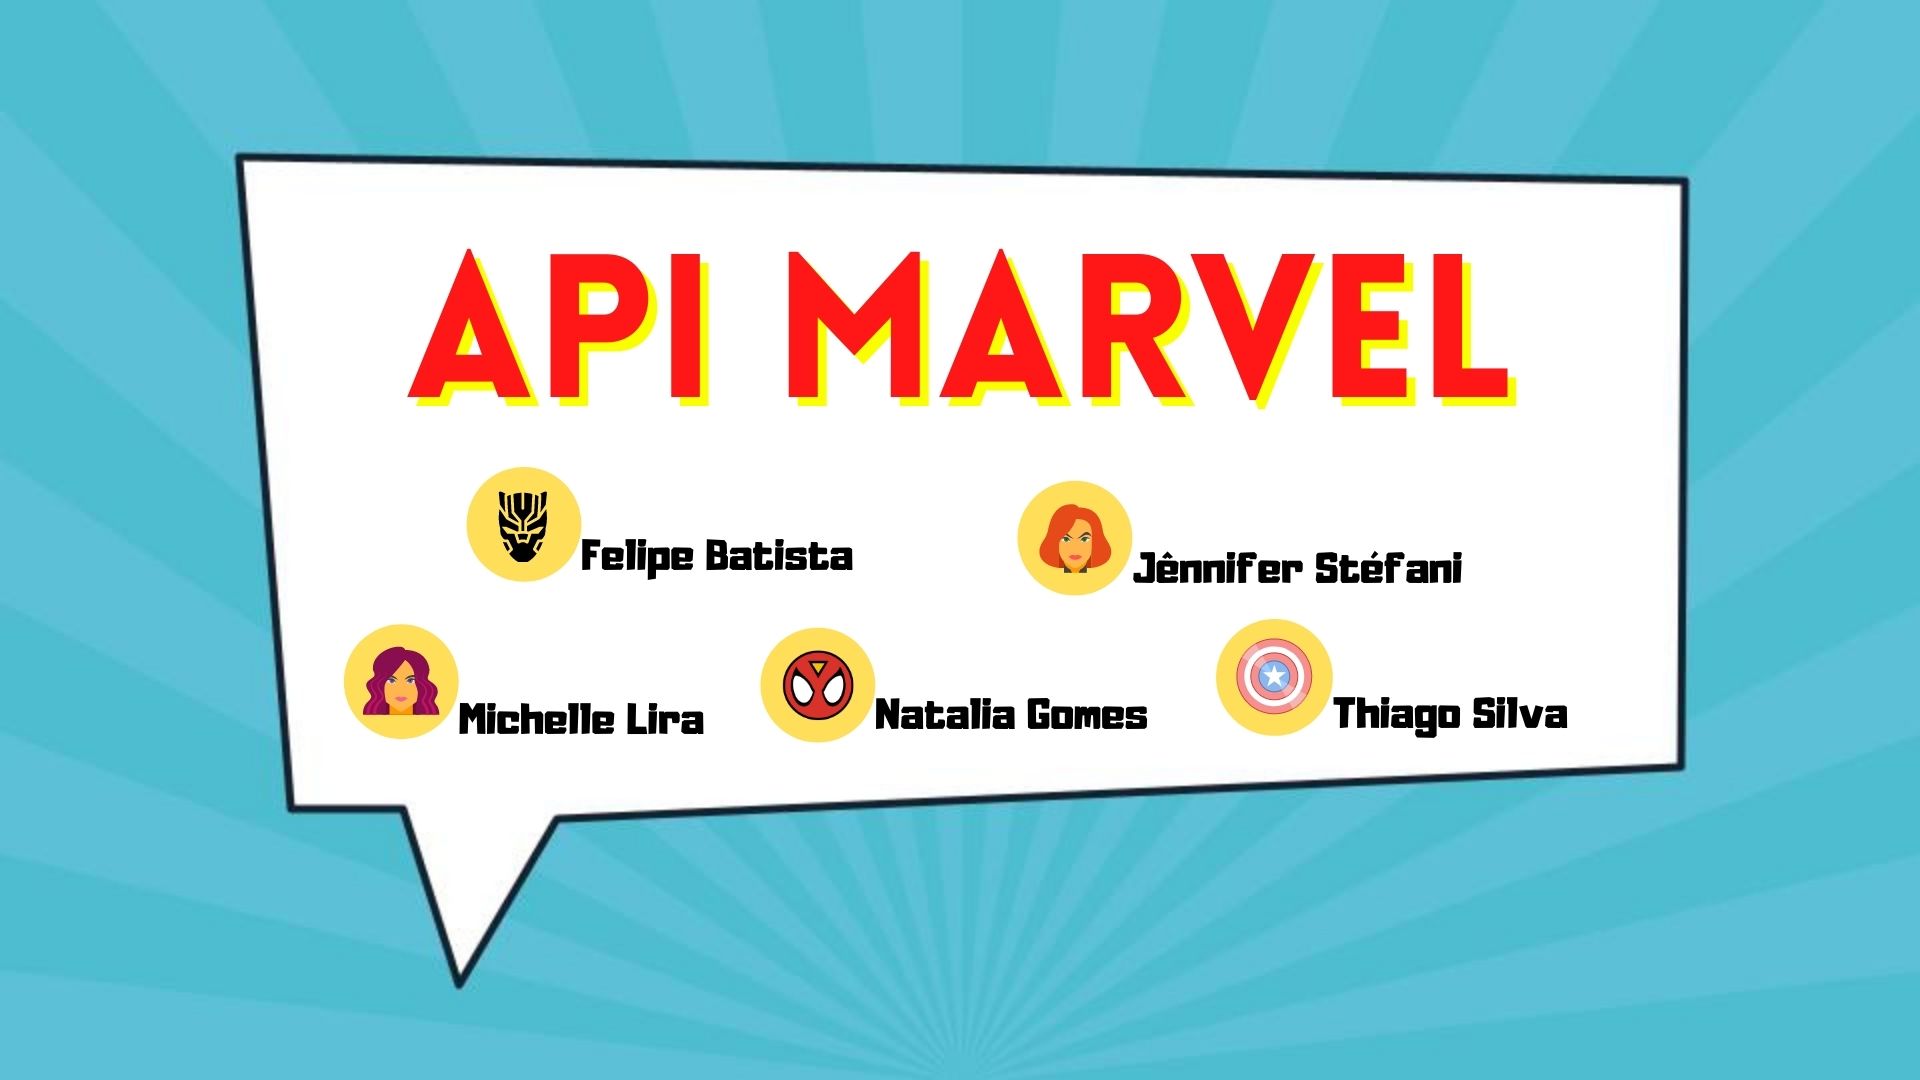 API MARVEL
Felipe Batista
Jênnifer Stéfani
Michelle Lira
Natalia Gomes
Thiago Silva